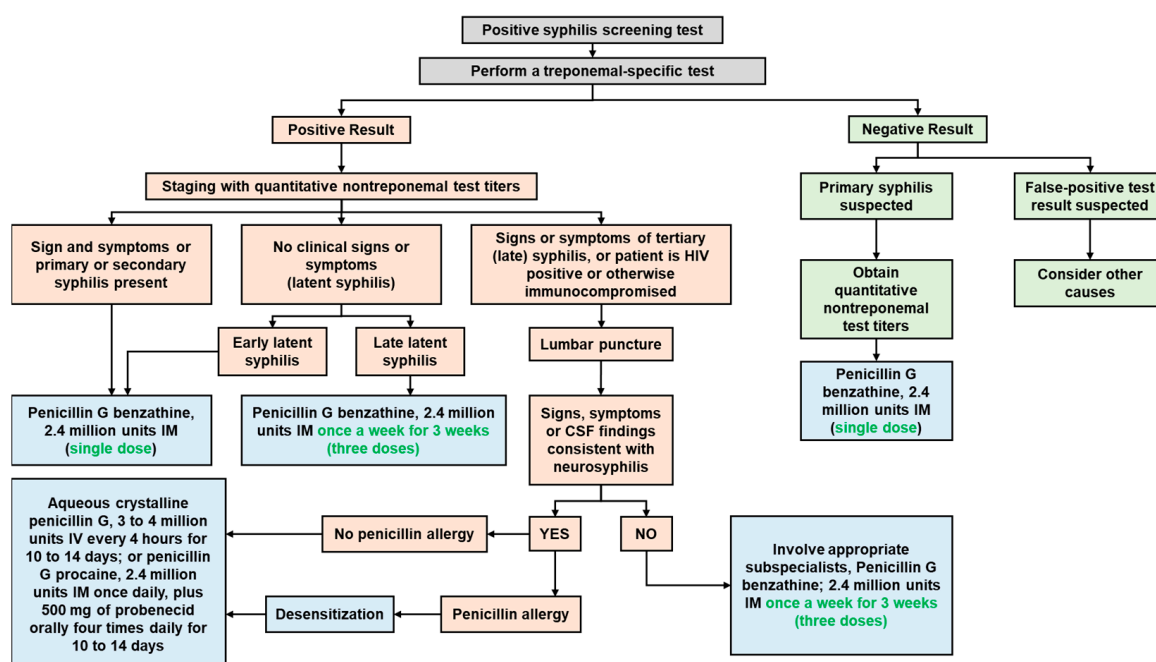 Positive syphilis screening test
Perform a treponemal-specific test
Positive Result
Negative Result
Staging with quantitative nontreponemal test titers
Primary syphilis
suspected
False-positive test
result suspected
Sign and symptoms or
primary or secondary
syphilis present
No clinical signs or
symptoms
(latent syphilis)
Signs or symptoms of tertiary
(late) syphilis, or patient is HIV
positive or otherwise
immunocompromised
Obtain
quantitative
nontreponemal
test titers
Consider other
causes
Early latent
syphilis
Late latent
syphilis
Lumbar puncture
Penicillin G benzathine,
2.4 million units IM
(single dose)
Penicillin G benzathine, 2.4 million
units IM once a week for 3 weeks
(three doses)
Signs, symptoms
or CSF findings
consistent with
neurosyphilis
Penicillin G
benzathine, 2.4
million units IM
(single dose)
Aqueous crystalline
penicillin G, 3 to 4 million
units IV every 4 hours for
10 to 14 days; or penicillin
G procaine, 2.4 million
units IM once daily, plus
500 mg of probenecid
orally four times daily for
10 to 14 days
No penicillin allergy
YES
NO
Desensitization
Penicillin allergy
Involve appropriate
subspecialists, Penicillin G
benzathine; 2.4 million units
IM once a week for 3 weeks
(three doses)